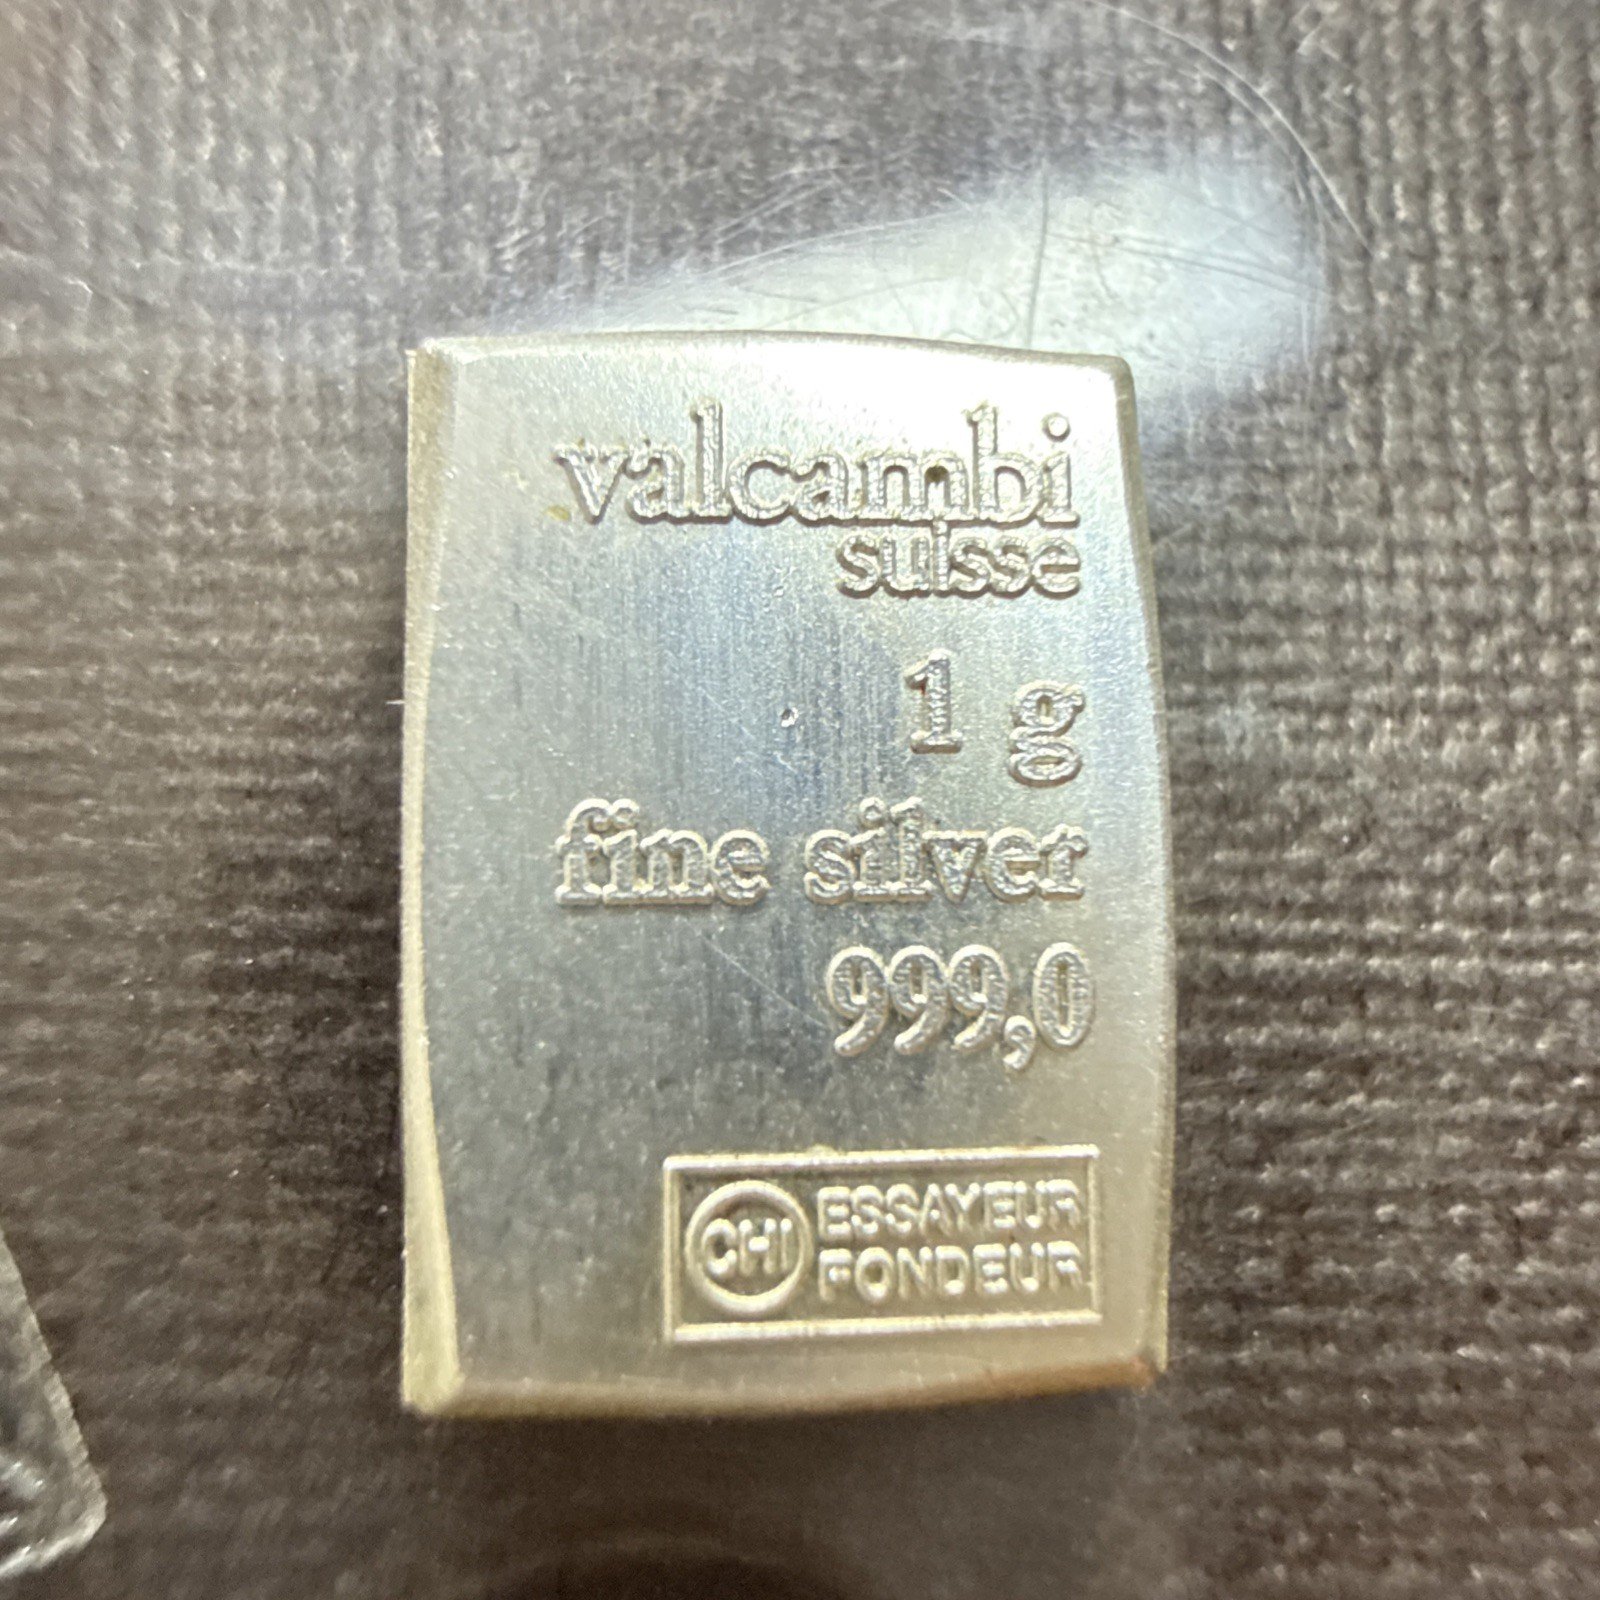 valcambi
suisse
1 g
fine silver
999,0
CHI ESSAYEUR
FONDEUR